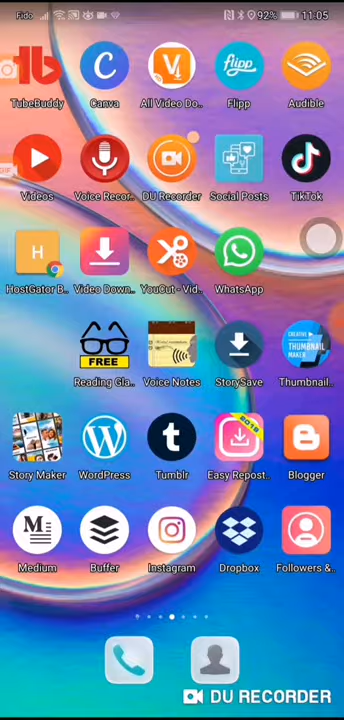 Fido 92% 11:05
TubeBuddy Canva All Video Do.. Flipp Audible
Videos Voice Recor.. DU Recorder Social Posts TikTok
H
HostGator B.. Video Down.. YouCut - Vid.. WhatsApp
FREE
CREATIVE
THUMBNAIL
MAKER
Reading Gla.. Voice Notes StorySave Thumbnail..
2018
Story Maker WordPress Tumblr Easy Repost.. Blogger
Medium Buffer Instagram Dropbox Followers &..
DU RECORDER